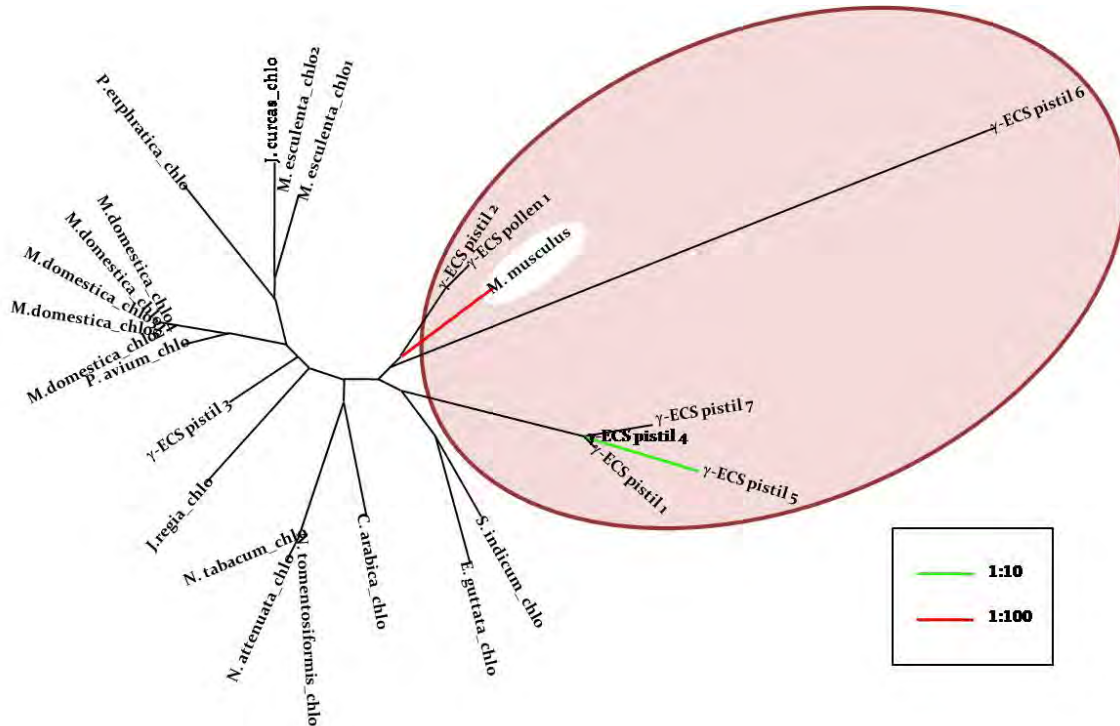 P.euphratica_chlo
J. curcas_chlo
M. esculenta_chlo2
M. esculenta_chlo1
γ-ECS pistil 6
γ-ECS pistil 2
γ-ECS pollen 1
M. musculus
M.domestica_chlo4
M.domestica_chlo
M.domestica_chlo
M.domestica_chlo
M.domestica_chlo
P. avium_chlo
γ-ECS pistil 3
J.regia_chlo
γ-ECS pistil 7
γ-ECS pistil 4
γ-ECS pistil 1
γ-ECS pistil 5
N. tabacum_chlo
N. attenuata_chlo
tomentosiformis_chlo
C. arabica_chlo
E. guttata_chlo
S. indicum_chlo
1:10
1:100